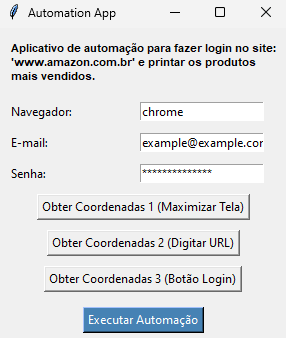 Automation App
Aplicativo de automação para fazer login no site:
'www.amazon.com.br' e printar os produtos
mais vendidos.
Navegador: chrome
E-mail: example@example.cor
Senha: **************
Obter Coordenadas 1 (Maximizar Tela)
Obter Coordenadas 2 (Digitar URL)
Obter Coordenadas 3 (Botão Login)
Executar Automação